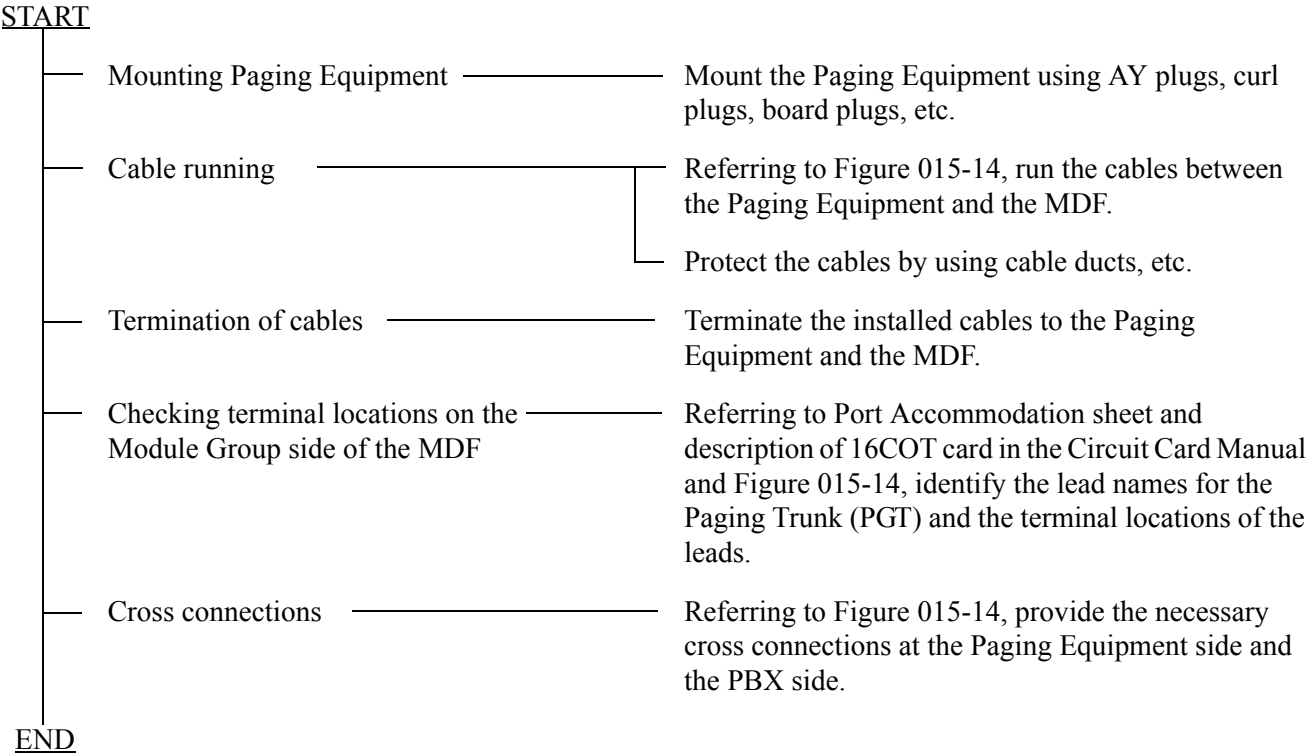 START
Mounting Paging Equipment
Mount the Paging Equipment using AY plugs, curl
plugs, board plugs, etc.
Cable running
Referring to Figure 015-14, run the cables between
the Paging Equipment and the MDF.
Protect the cables by using cable ducts, etc.
Termination of cables
Terminate the installed cables to the Paging
Equipment and the MDF.
Checking terminal locations on the
Module Group side of the MDF
Referring to Port Accommodation sheet and
description of 16COT card in the Circuit Card Manual
and Figure 015-14, identify the lead names for the
Paging Trunk (PGT) and the terminal locations of the
leads.
Cross connections
Referring to Figure 015-14, provide the necessary
cross connections at the Paging Equipment side and
the PBX side.
END